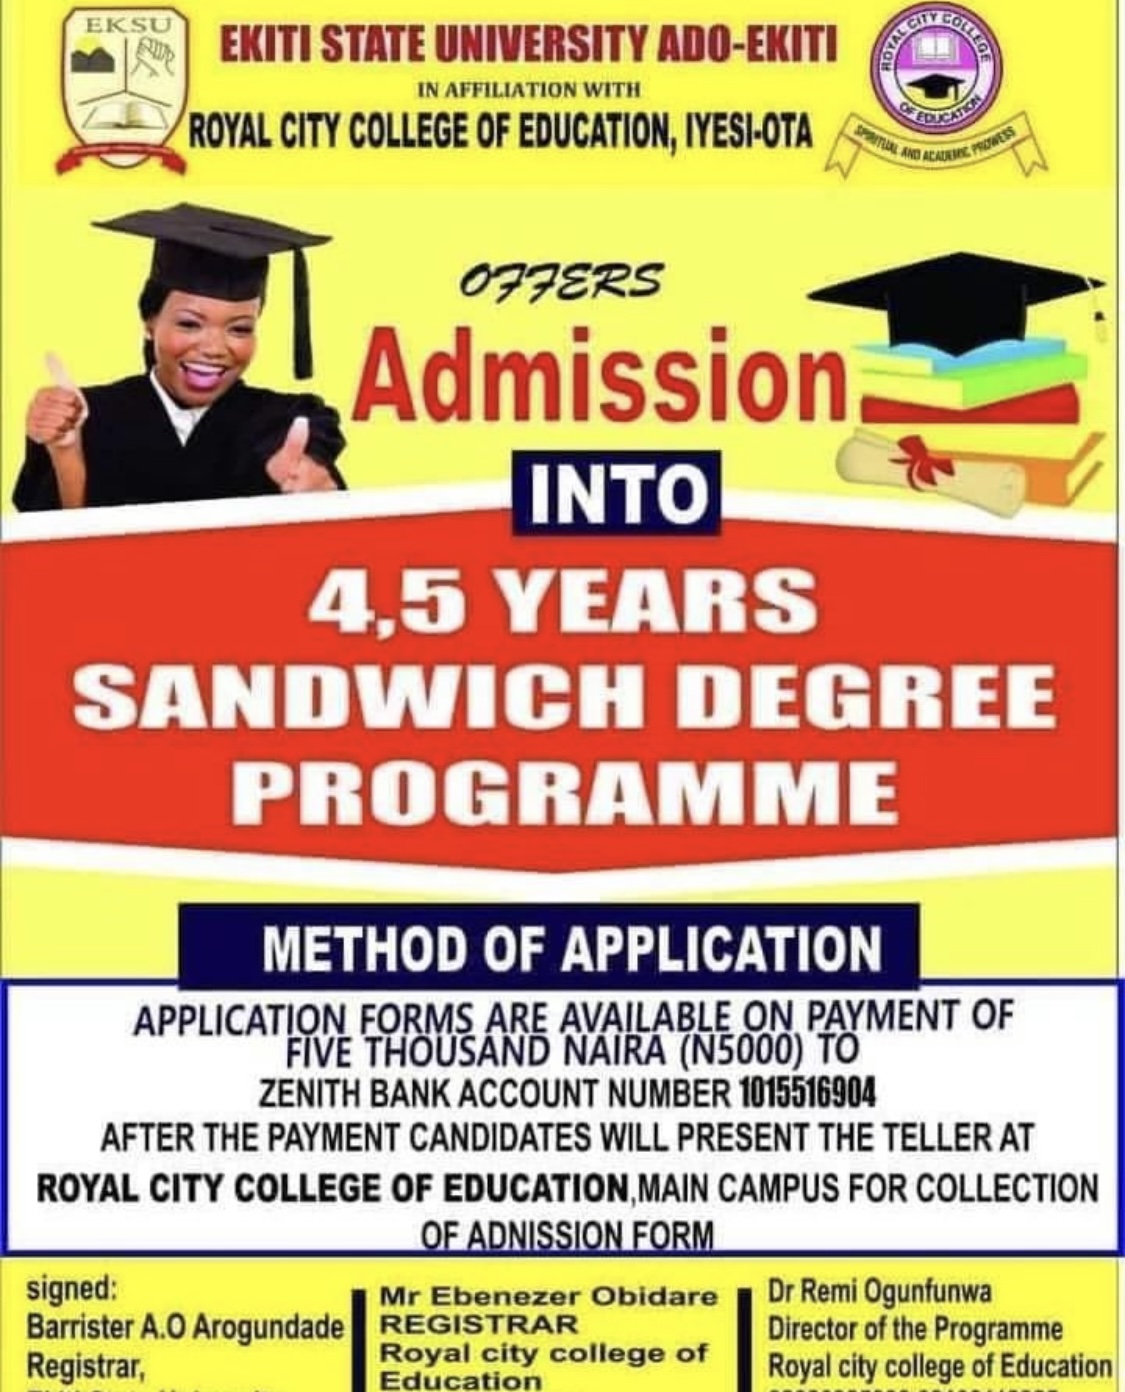 EKSU
EKITI STATE UNIVERSITY ADO-EKITI
IN AFFILIATION WITH
ROYAL CITY COLLEGE OF EDUCATION, IYESI-OTA
ROYAL CITY COLLEGE
OF EDUCATION
SPIRITUAL AND ACADEMIC PROWESS
OFFERS
Admission
INTO
4,5 YEARS
SANDWICH DEGREE
PROGRAMME
METHOD OF APPLICATION
APPLICATION FORMS ARE AVAILABLE ON PAYMENT OF
FIVE THOUSAND NAIRA (N5000) TO
ZENITH BANK ACCOUNT NUMBER 1015516904
AFTER THE PAYMENT CANDIDATES WILL PRESENT THE TELLER AT
ROYAL CITY COLLEGE OF EDUCATION,MAIN CAMPUS FOR COLLECTION
OF ADNISSION FORM
signed:
Barrister A.O Arogundade
Registrar,
Mr Ebenezer Obidare
REGISTRAR
Royal city college of
Education
Dr Remi Ogunfunwa
Director of the Programme
Royal city college of Education